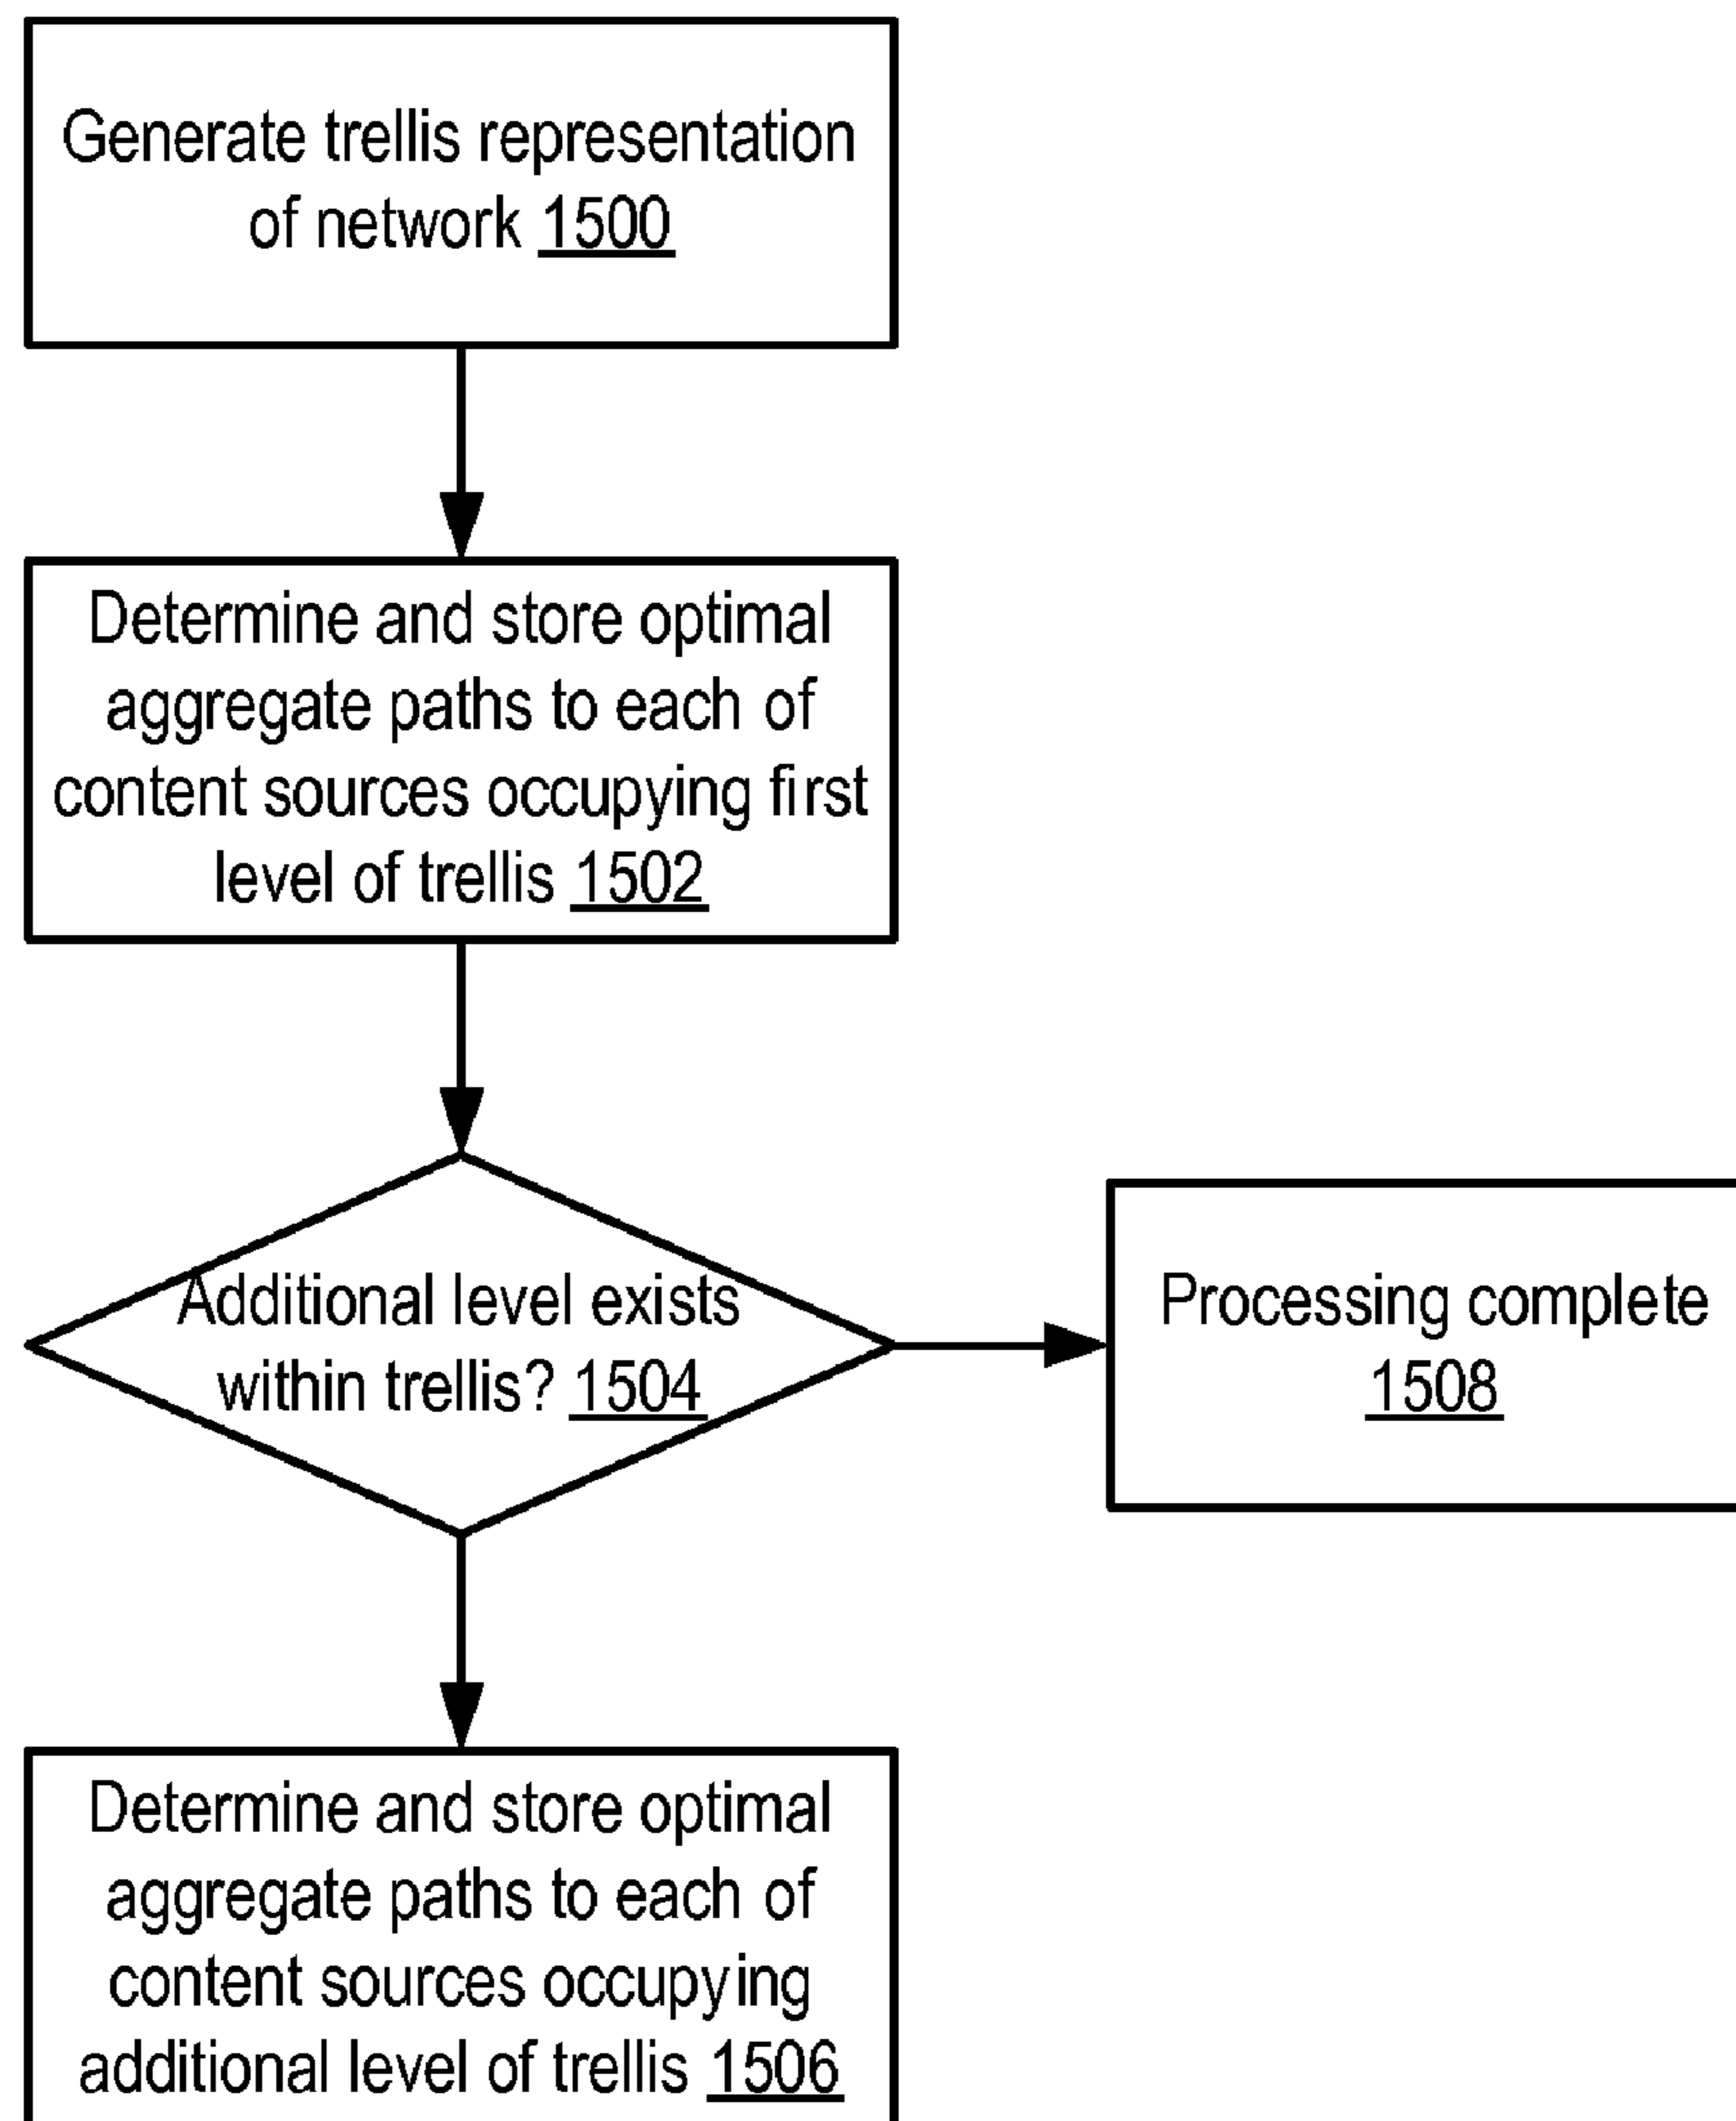 Generate trellis representation
of network 1500
Determine and store optimal
aggregate paths to each of
content sources occupying first
level of trellis 1502
Additional level exists
within trellis? 1504
Processing complete
1508
Determine and store optimal
aggregate paths to each of
content sources occupying
additional level of trellis 1506